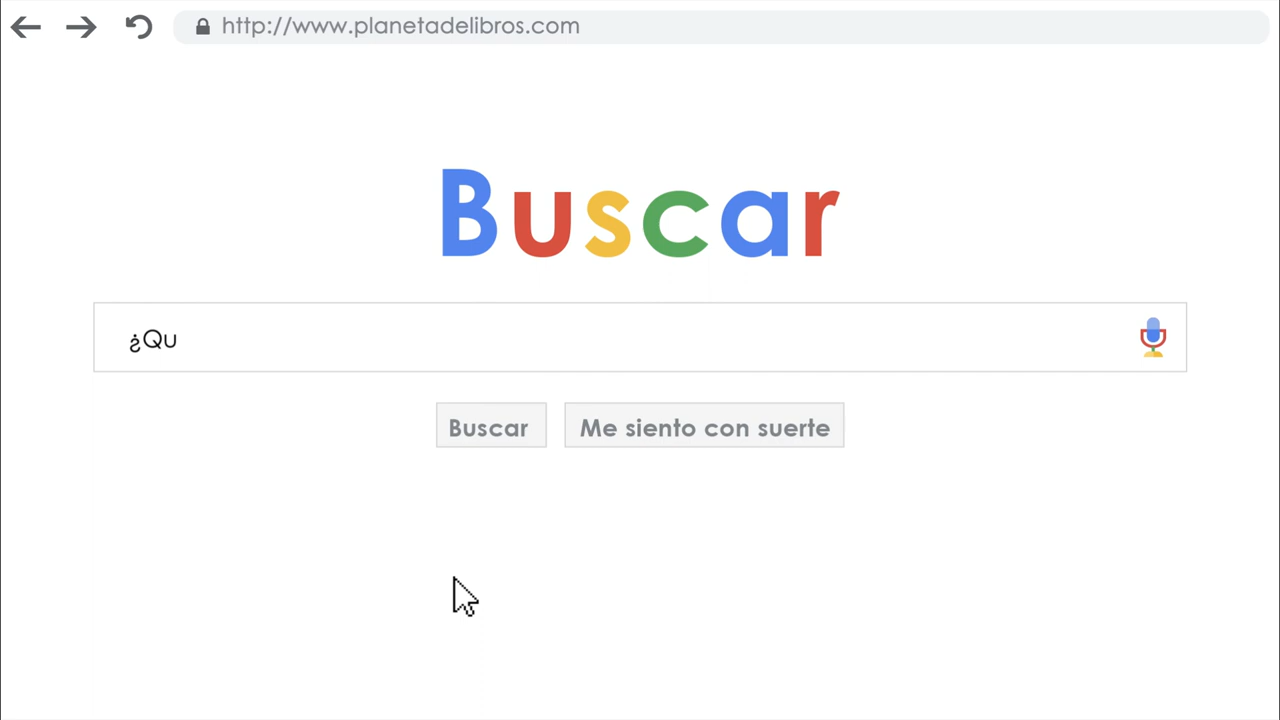 http://www.planetadelibros.com
Buscar
¿Qu
Buscar
Me siento con suerte